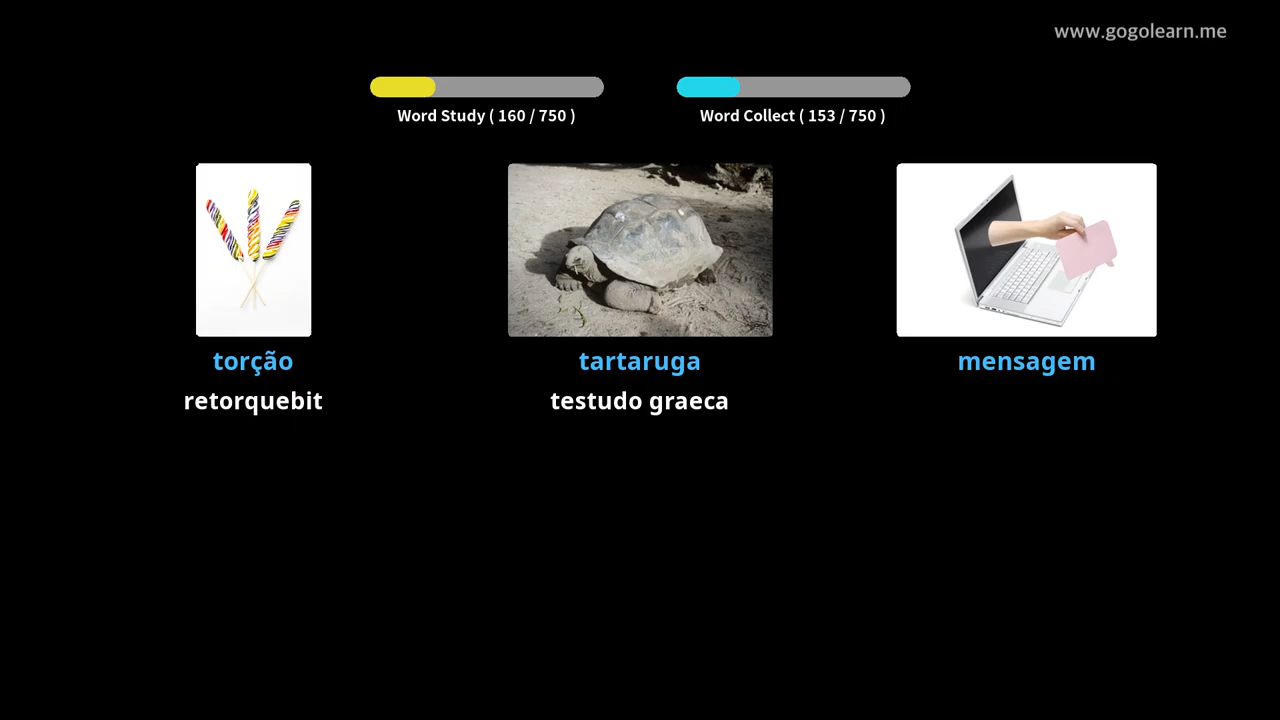 www.gogolearn.me
Word Study ( 160 / 750 )
Word Collect ( 153 / 750 )
torção
tartaruga
mensagem
retorquebit
testudo graeca